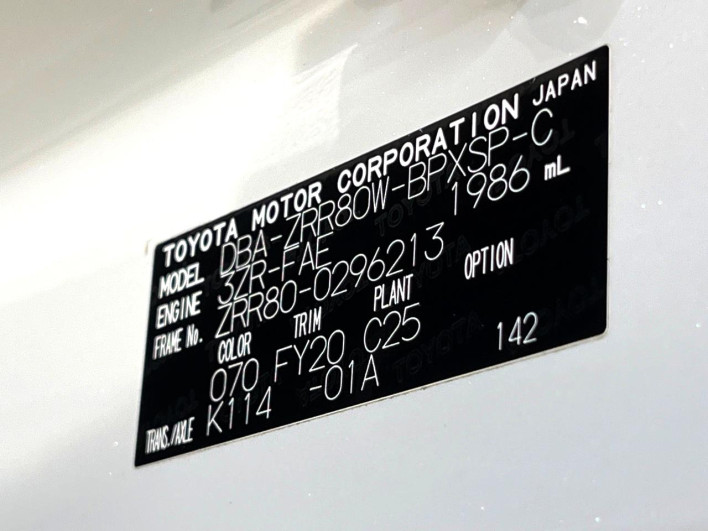 TOYOTA MOTOR CORPORATION JAPAN
MODEL DBA-ZRR80W-BPXSP-C
ENGINE 3ZR-FAE 1986 mL
FRAME No. ZRR80-0296213
COLOR TRIM PLANT OPTION
070 FY20 C25
TRANS./AXLE K114 -01A 142